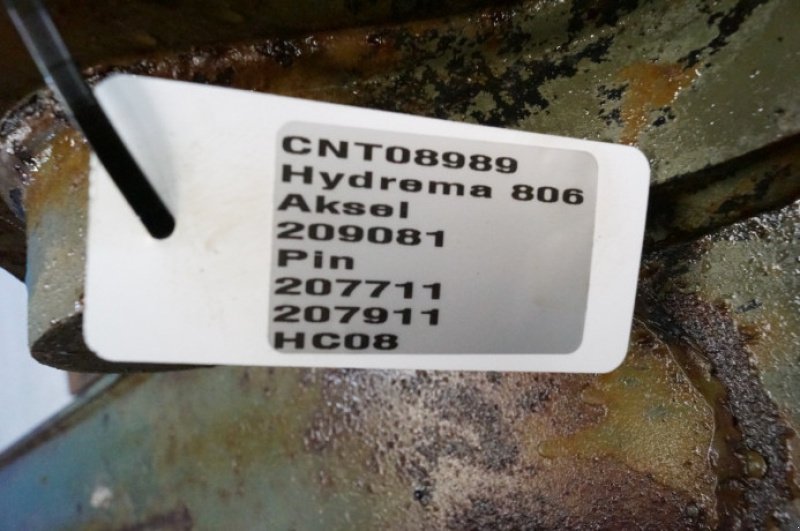 CNT08989
Hydrema 806
Aksel
209081
Pin
207711
207911
HC08